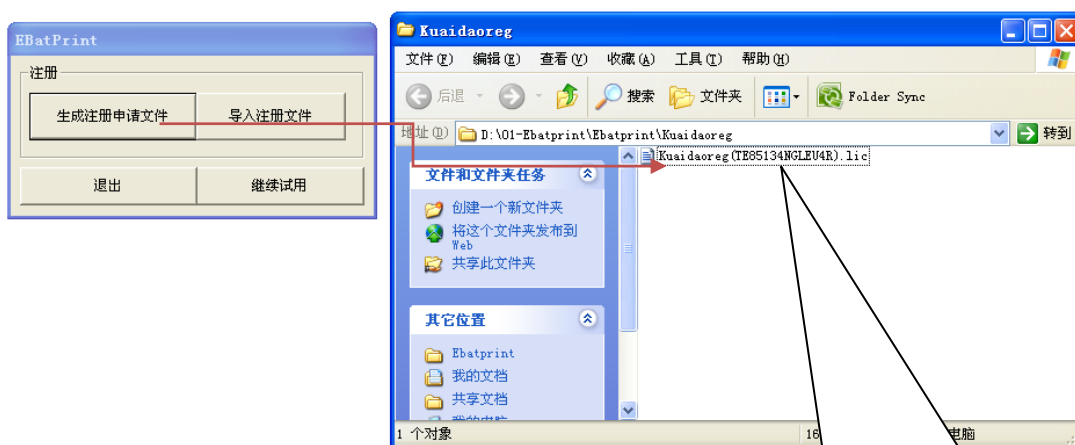 EBatPrint
注册
生成注册申请文件
导入注册文件
退出
继续试用
Kuaidaoreg
文件(F) 编辑(E) 查看(V) 收藏(A) 工具(T) 帮助(H)
后退 搜索 文件夹 Folder Sync
地址(D) D:\01-Ebatprint\Ebatprint\Kuaidaoreg 转到
文件和文件夹任务
创建一个新文件夹
将这个文件夹发布到
Web
共享此文件夹
其它位置
Ebatprint
我的文档
共享文档
我的电脑
Kuaidaoreg(TE85134NGLEU4R).lic
1 个对象 16 电脑